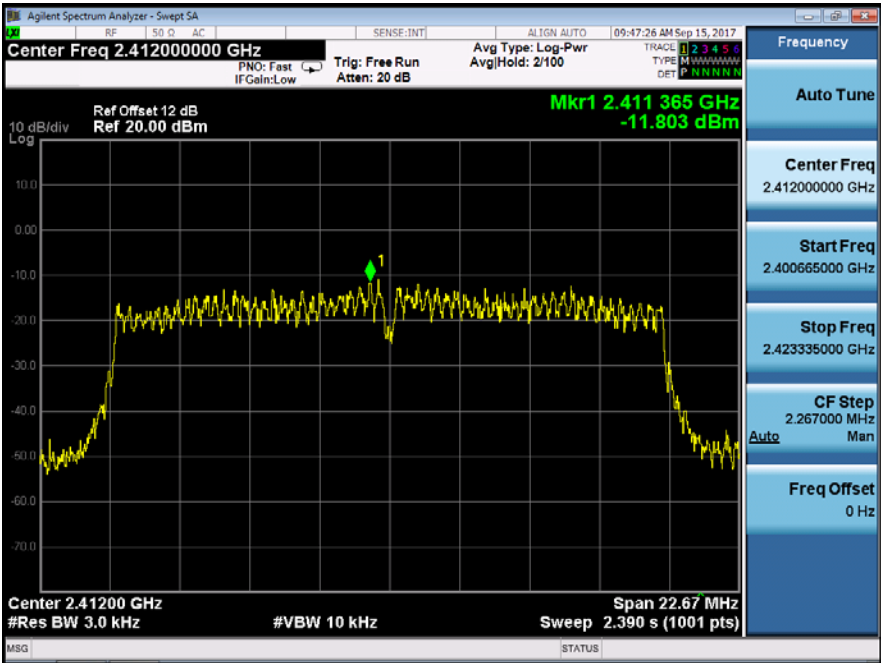 Agilent Spectrum Analyzer - Swept SA
LXI RF 50 Ω AC SENSE:INT ALIGN AUTO 09:47:26 AM Sep 15, 2017
Center Freq 2.412000000 GHz
PNO: Fast
IFGain:Low
Trig: Free Run
Atten: 20 dB
Avg Type: Log-Pwr
Avg|Hold: 2/100
TRACE 1 2 3 4 5 6
TYPE M WWWWW
DET P N N N N N
Mkr1 2.411 365 GHz
-11.803 dBm
Ref Offset 12 dB
10 dB/div Ref 20.00 dBm
Log
10.0
0.00
-10.0
-20.0
-30.0
-40.0
-50.0
-60.0
-70.0
1
Center 2.41200 GHz Span 22.67 MHz
#Res BW 3.0 kHz #VBW 10 kHz Sweep 2.390 s (1001 pts)
MSG STATUS
Frequency
Auto Tune
Center Freq
2.412000000 GHz
Start Freq
2.400665000 GHz
Stop Freq
2.423335000 GHz
CF Step
2.267000 MHz
Auto Man
Freq Offset
0 Hz